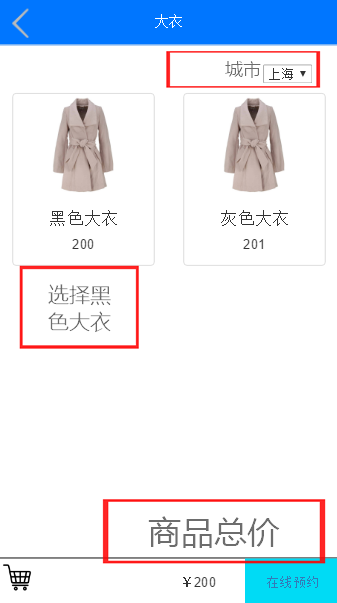 大衣
城市 上海
黑色大衣 灰色大衣
200 201
选择黑
色大衣
商品总价
￥200 在线预约